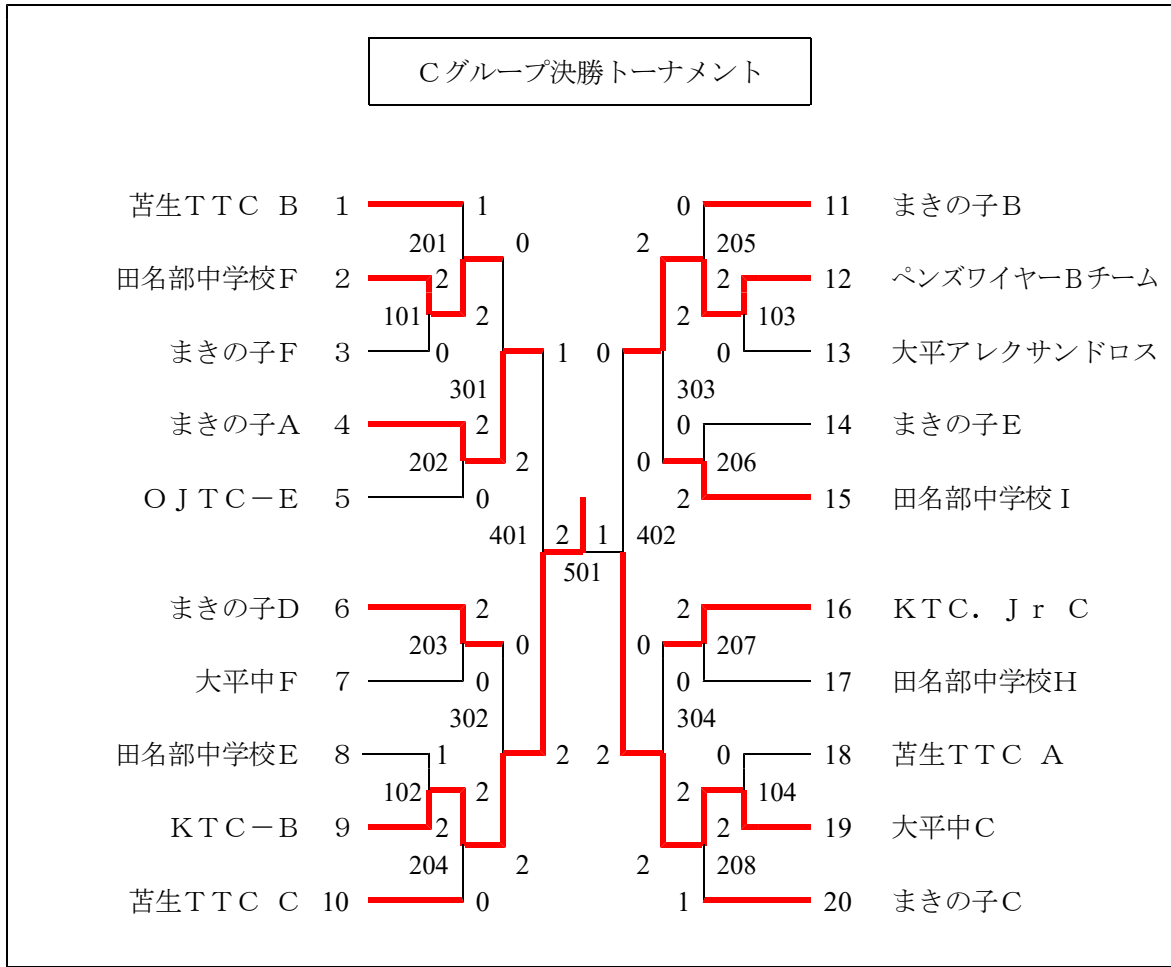 Cグループ決勝トーナメント
苫生TTC B 1 1 0 11 まきの子B
201 0 2 205
田名部中学校F 2 2 2 12 ペンズワイヤーBチーム
101 2 2 103
まきの子F 3 0 1 0 0 13 大平アレクサンドロス
301 303
まきの子A 4 2 0 14 まきの子E
202 2 0 206
OJTC-E 5 0 2 15 田名部中学校I
401 2 1 402
501
まきの子D 6 2 2 16 KTC. Jr C
203 0 0 207
大平中F 7 0 0 17 田名部中学校H
302 304
田名部中学校E 8 1 2 2 0 18 苫生TTC A
102 2 2 104
KTC-B 9 2 2 19 大平中C
204 2 2 208
苫生TTC C 10 0 1 20 まきの子C